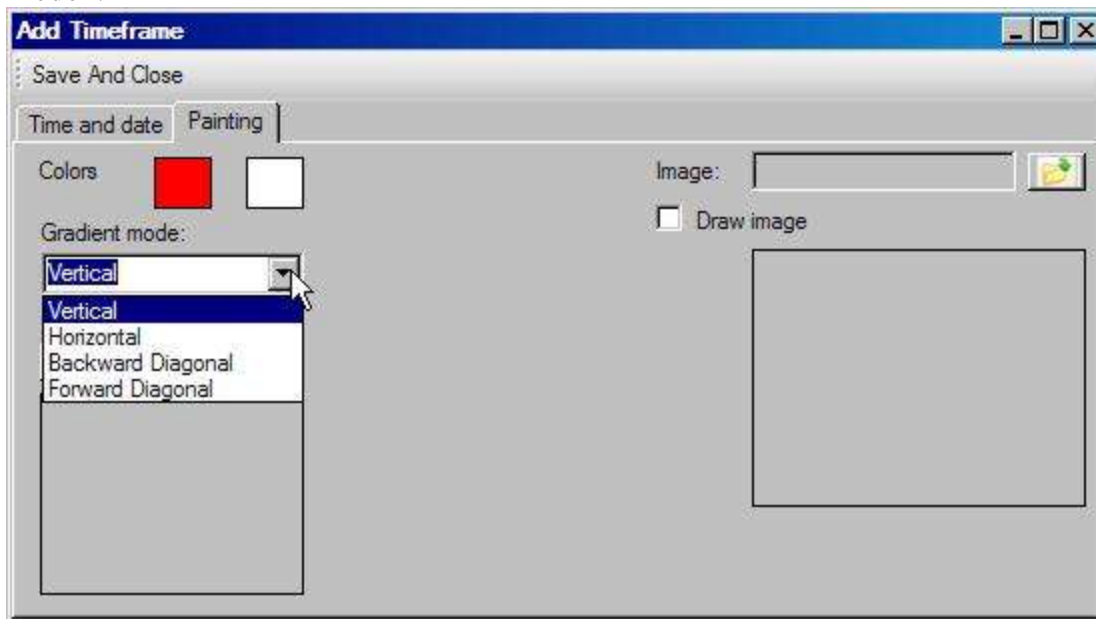 Add Timeframe
Save And Close
Time and date Painting
Colors
Image:
Draw image
Gradient mode:
Vertical
Vertical
Horizontal
Backward Diagonal
Forward Diagonal